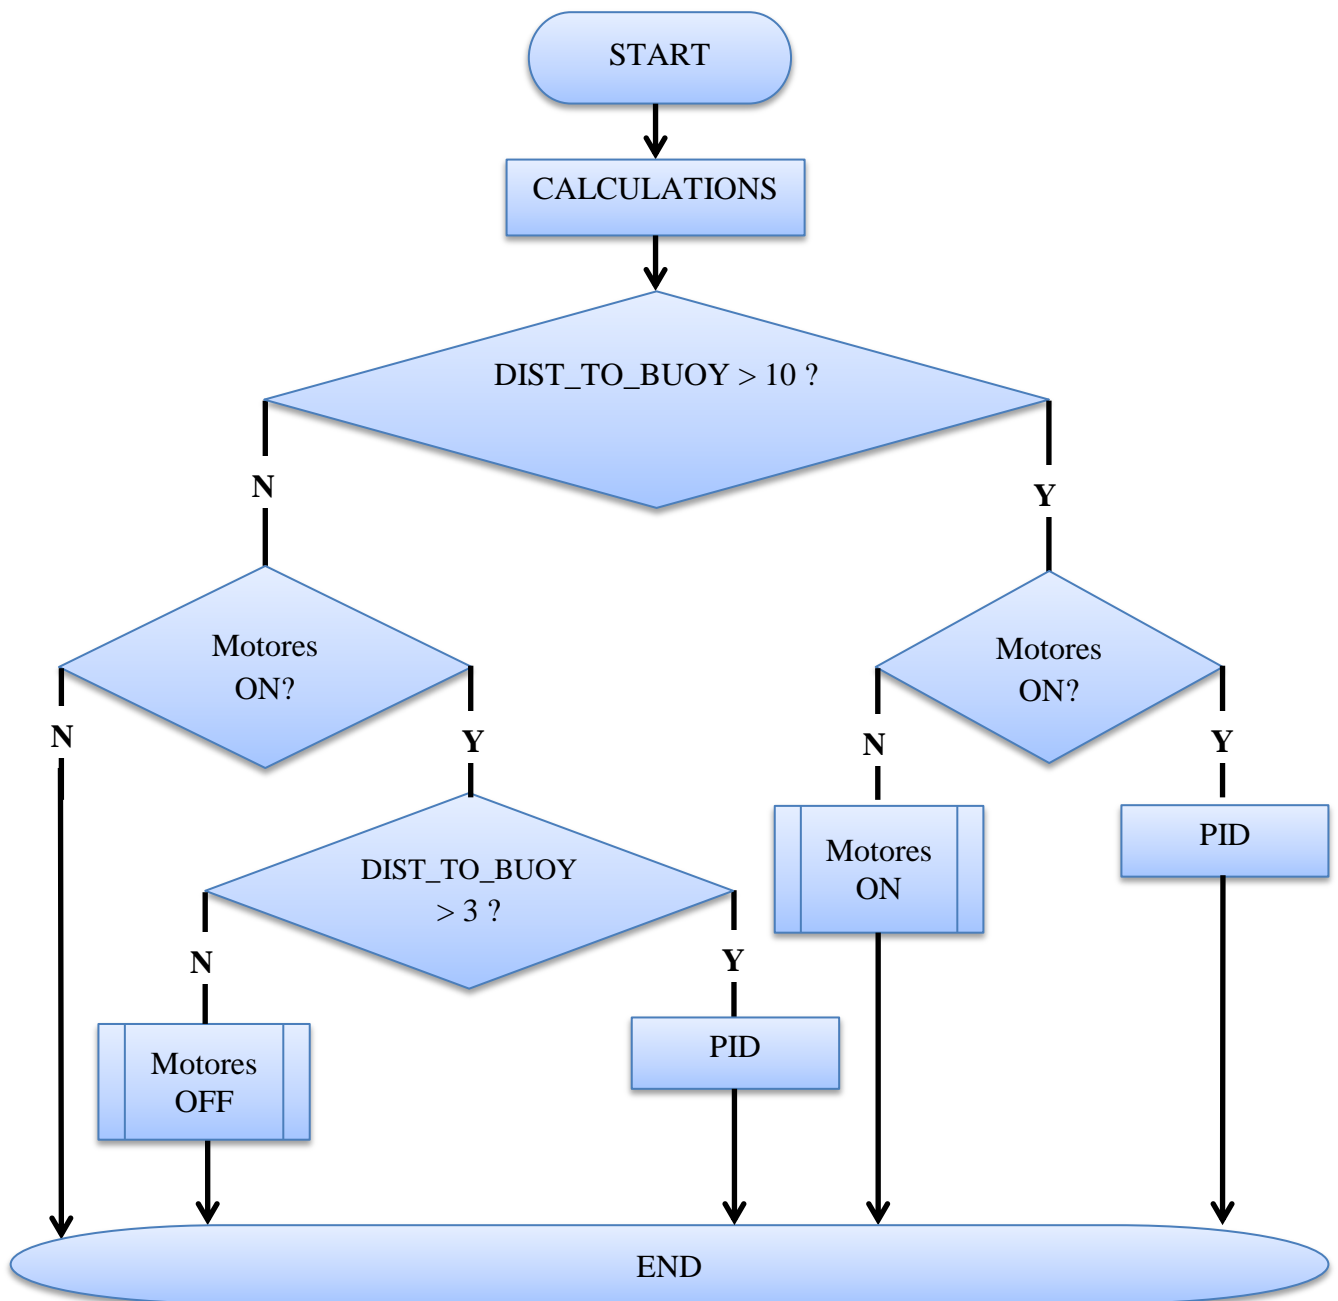 START
CALCULATIONS
DIST_TO_BUOY > 10 ?
N
Y
Motores
ON?
Motores
ON?
N
Y
N
Y
DIST_TO_BUOY
> 3 ?
Motores
ON
PID
N
Y
Motores
OFF
PID
END